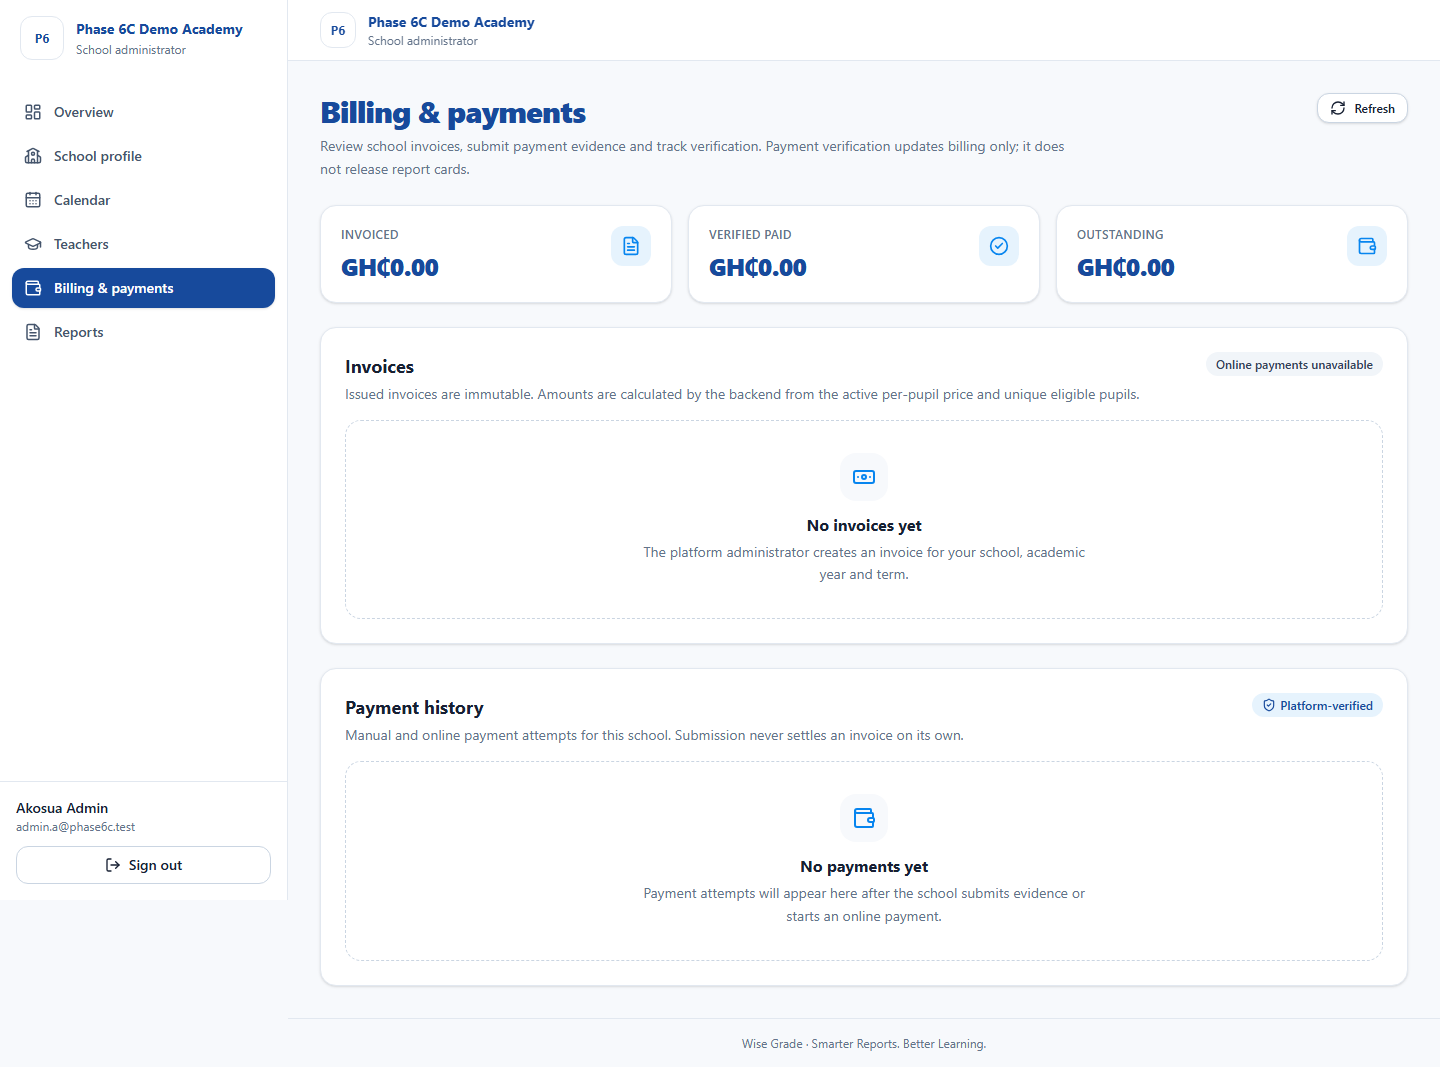 P6
Phase 6C Demo Academy
School administrator
Overview
School profile
Calendar
Teachers
Billing & payments
Reports
Akosua Admin
admin.a@phase6c.test
Sign out
P6
Phase 6C Demo Academy
School administrator
Billing & payments
Refresh
Review school invoices, submit payment evidence and track verification. Payment verification updates billing only; it does
not release report cards.
INVOICED
GH₵0.00
VERIFIED PAID
GH₵0.00
OUTSTANDING
GH₵0.00
Invoices
Online payments unavailable
Issued invoices are immutable. Amounts are calculated by the backend from the active per-pupil price and unique eligible pupils.
No invoices yet
The platform administrator creates an invoice for your school, academic
year and term.
Payment history
Platform-verified
Manual and online payment attempts for this school. Submission never settles an invoice on its own.
No payments yet
Payment attempts will appear here after the school submits evidence or
starts an online payment.
Wise Grade · Smarter Reports. Better Learning.